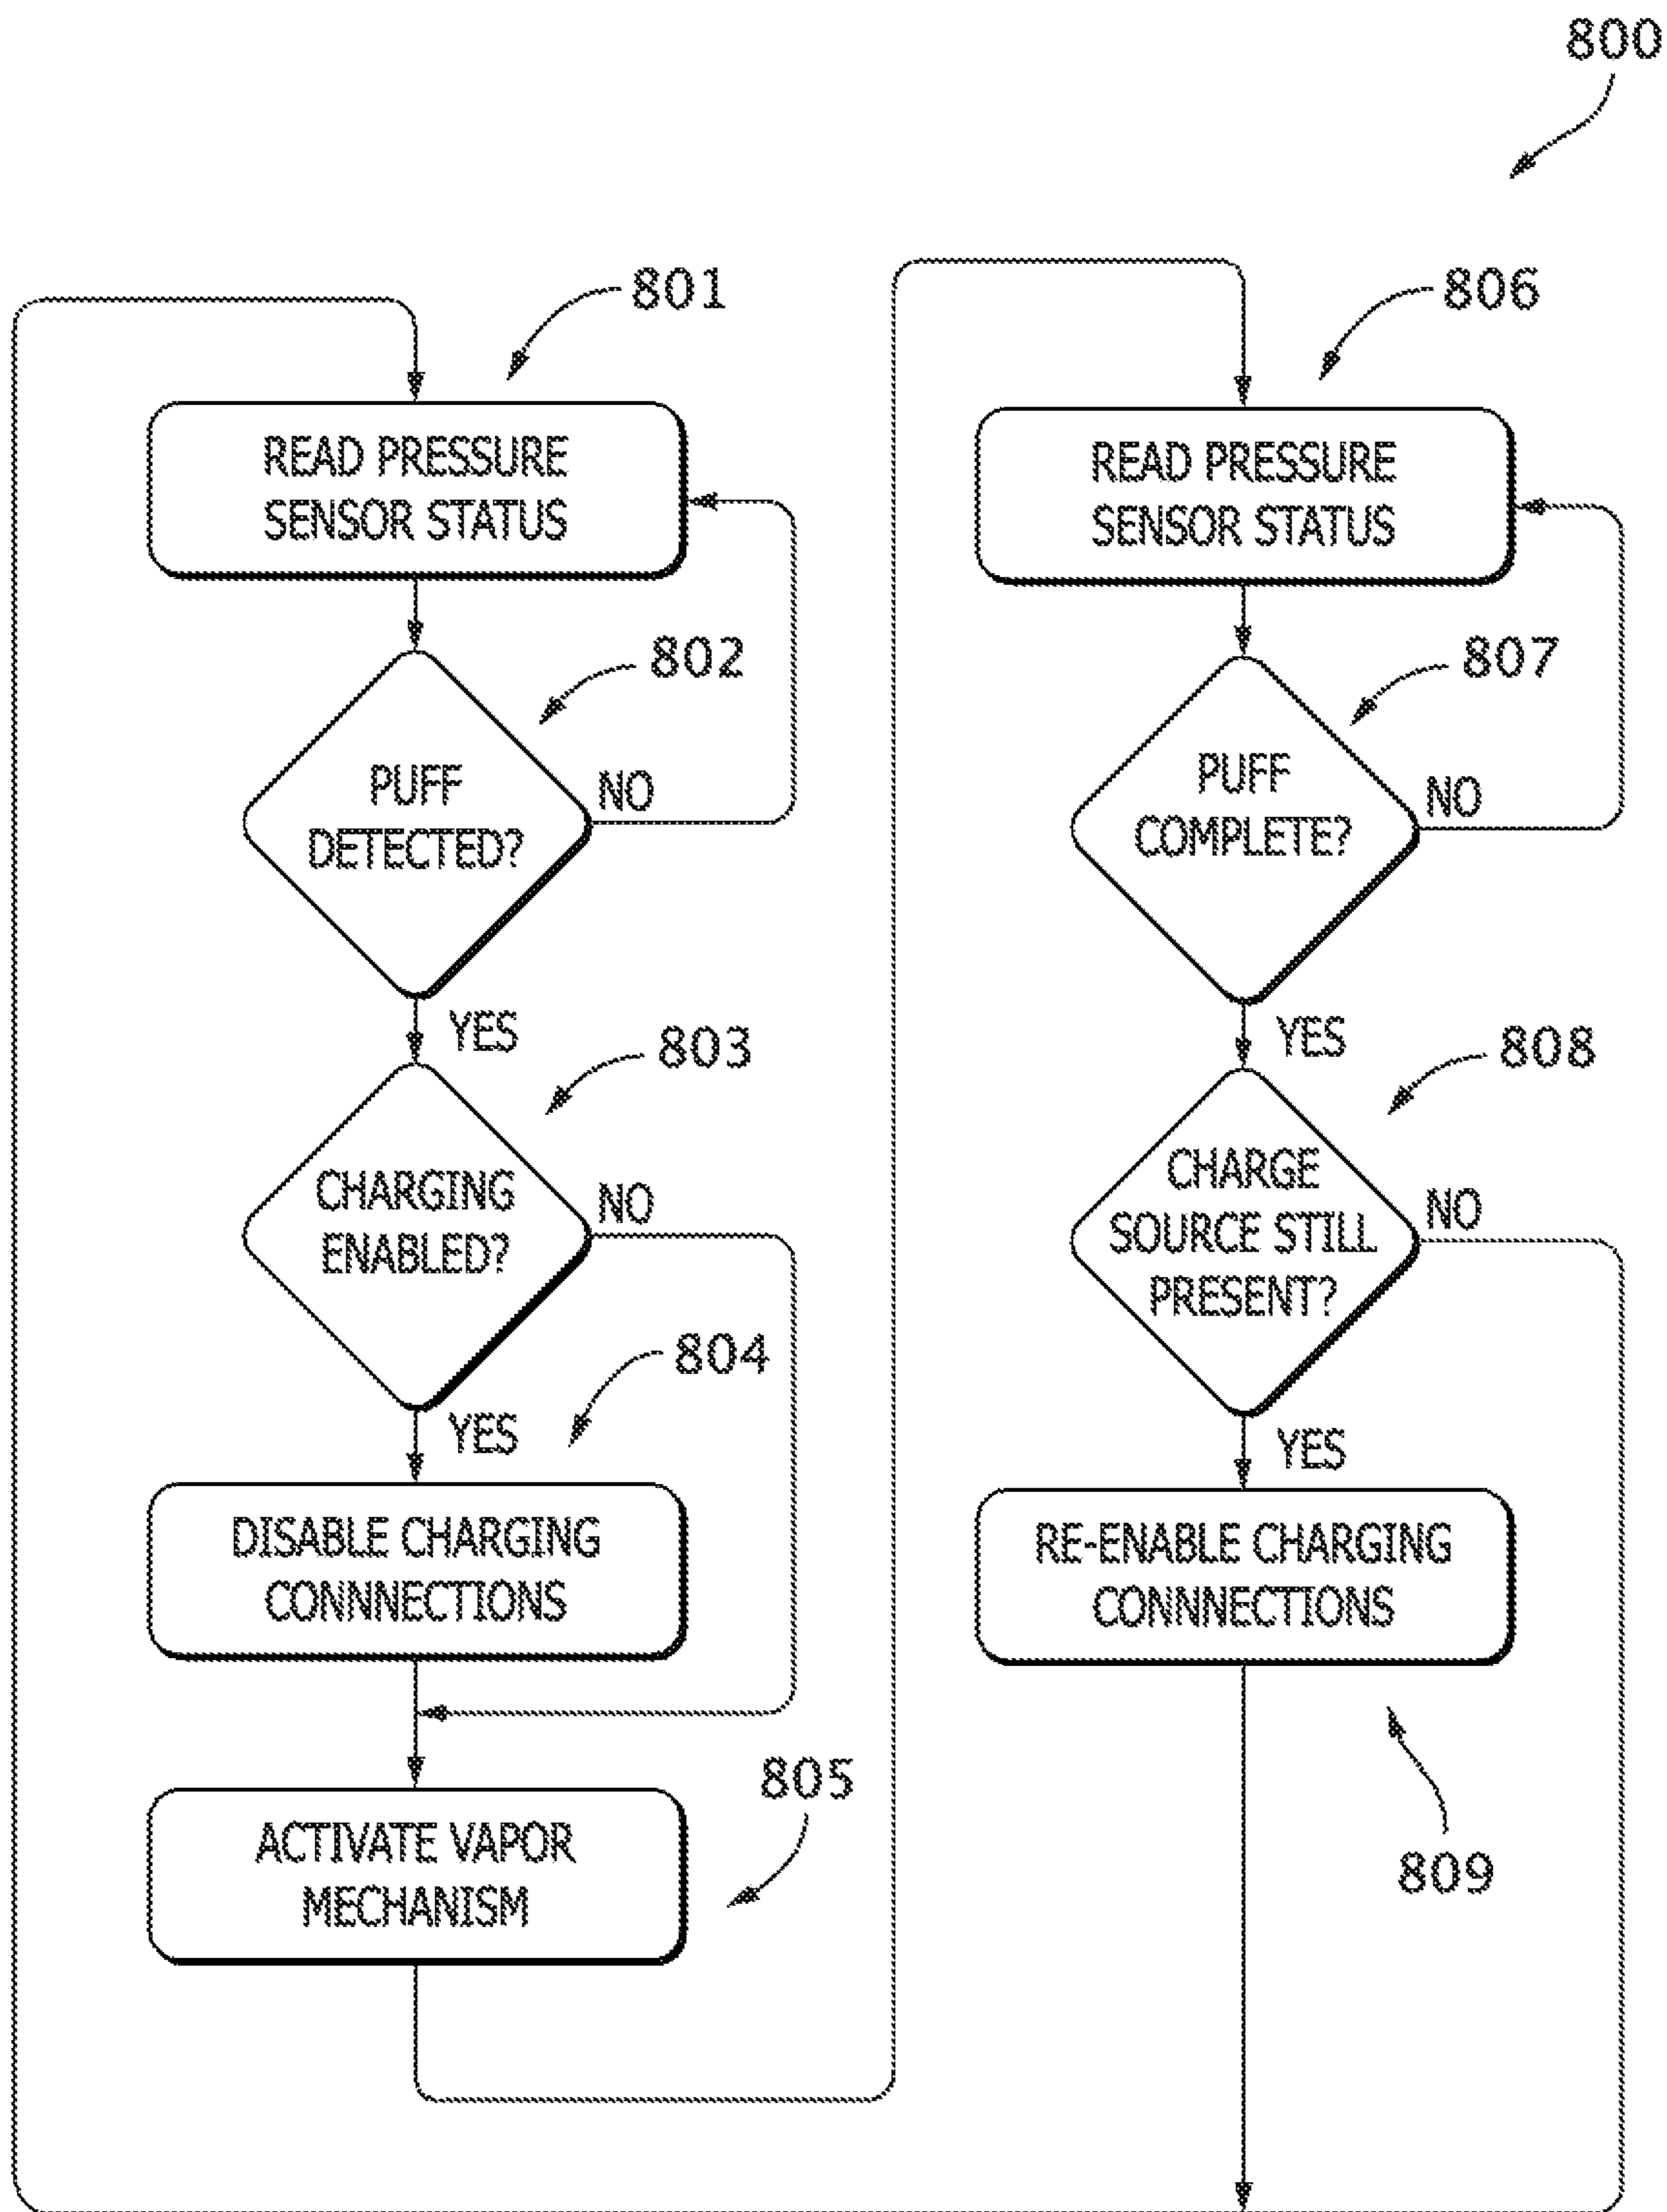 800
801
READ PRESSURE
SENSOR STATUS
802
PUFF
DETECTED?
NO
YES
803
CHARGING
ENABLED?
NO
YES
804
DISABLE CHARGING
CONNNECTIONS
805
ACTIVATE VAPOR
MECHANISM
806
READ PRESSURE
SENSOR STATUS
807
PUFF
COMPLETE?
NO
YES
808
CHARGE
SOURCE STILL
PRESENT?
NO
YES
RE-ENABLE CHARGING
CONNNECTIONS
809